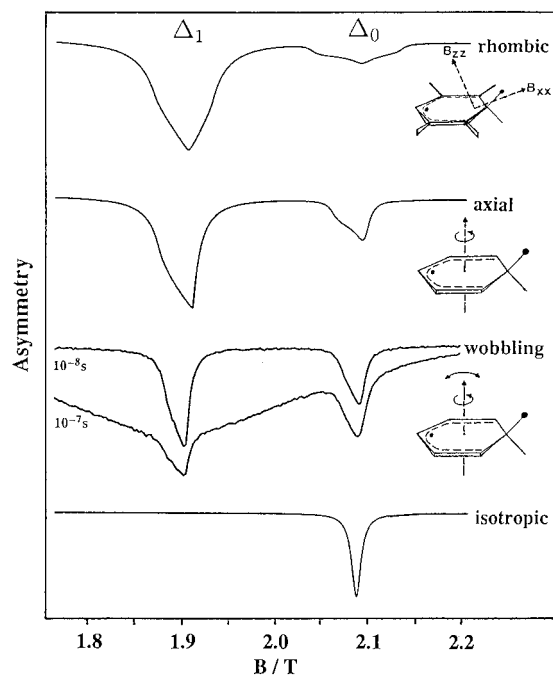 Δ₁ Δ₀
rhombic
Bzz
Bxx
axial
Asymmetry
wobbling
10⁻⁸s
10⁻⁷s
isotropic
1.8 1.9 2.0 2.1 2.2
B / T